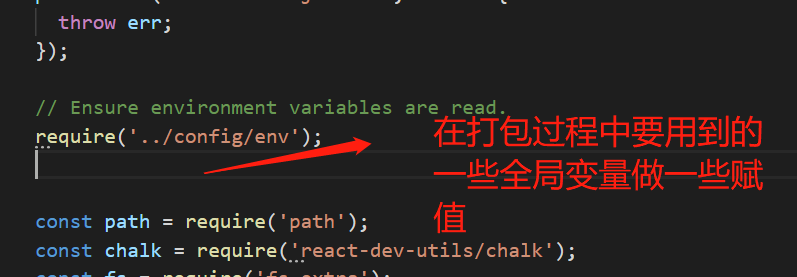 throw err;
});
// Ensure environment variables are read.
require('../config/env');
在打包过程中要用到的
一些全局变量做一些赋
值
const path = require('path');
const chalk = require('react-dev-utils/chalk');